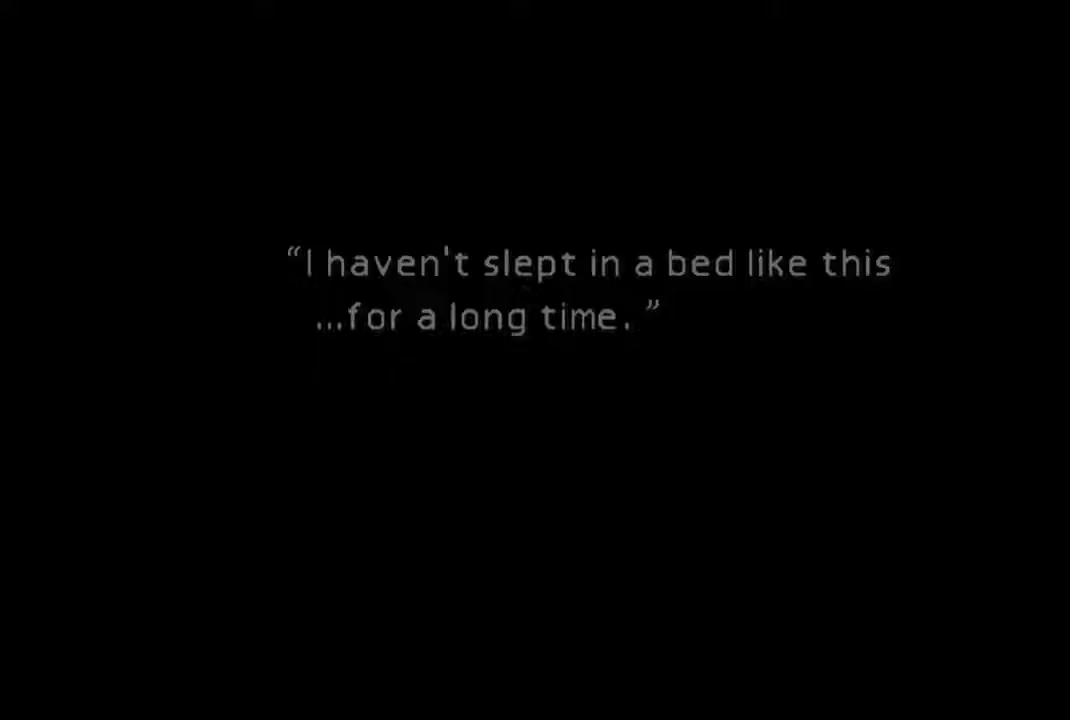 “I haven't slept in a bed like this
...for a long time. ”